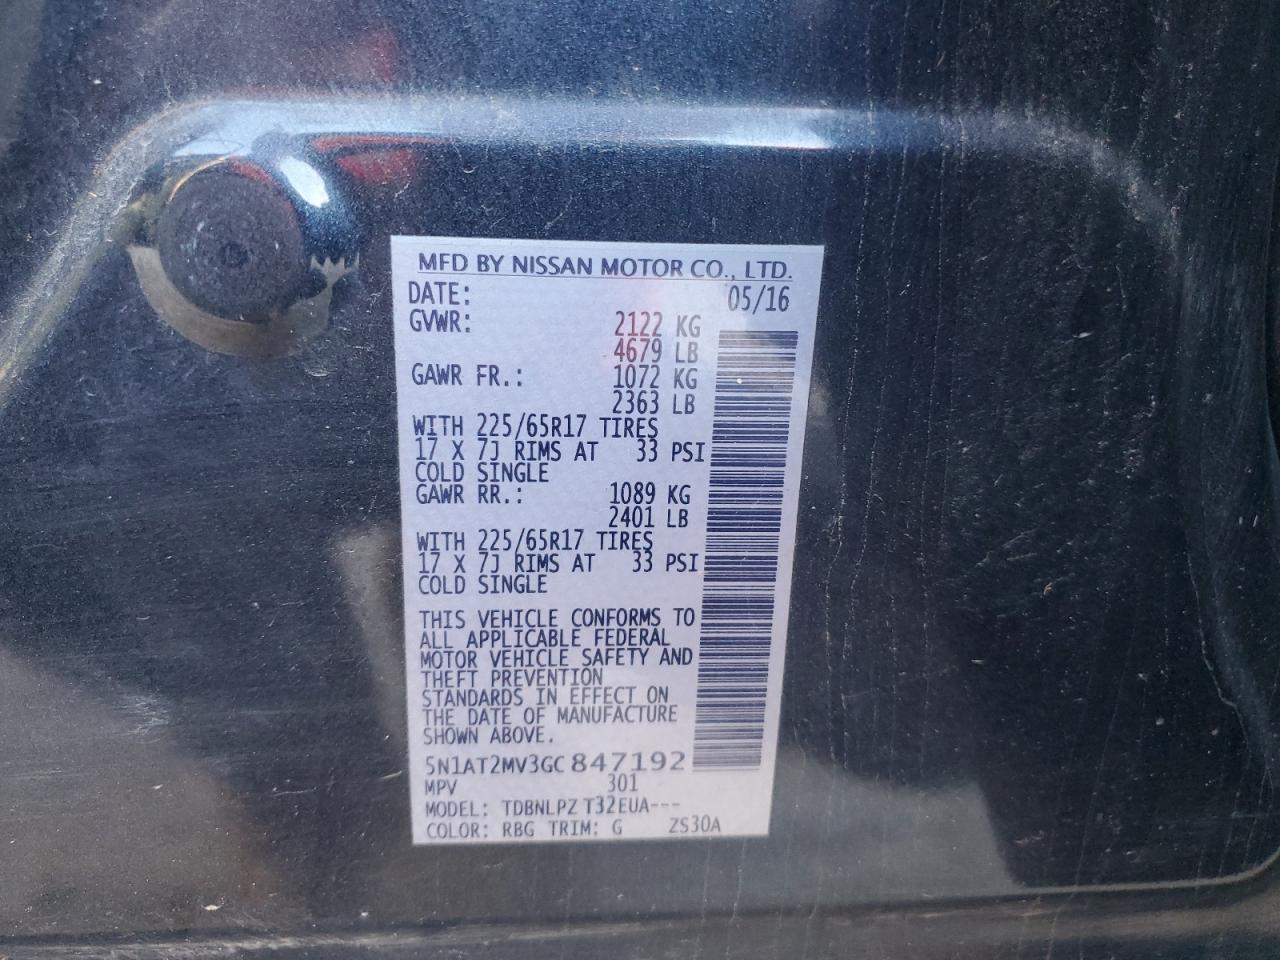 MFD BY NISSAN MOTOR CO., LTD.
DATE: 05/16
GVWR: 2122 KG
4679 LB
GAWR FR.: 1072 KG
2363 LB
WITH 225/65R17 TIRES
17 X 7J RIMS AT 33 PSI
COLD SINGLE
GAWR RR.: 1089 KG
2401 LB
WITH 225/65R17 TIRES
17 X 7J RIMS AT 33 PSI
COLD SINGLE
THIS VEHICLE CONFORMS TO
ALL APPLICABLE FEDERAL
MOTOR VEHICLE SAFETY AND
THEFT PREVENTION
STANDARDS IN EFFECT ON
THE DATE OF MANUFACTURE
SHOWN ABOVE.
5N1AT2MV3GC847192
MPV 301
MODEL: TDBNLPZ T32EUA---
COLOR: RBG TRIM: G ZS30A